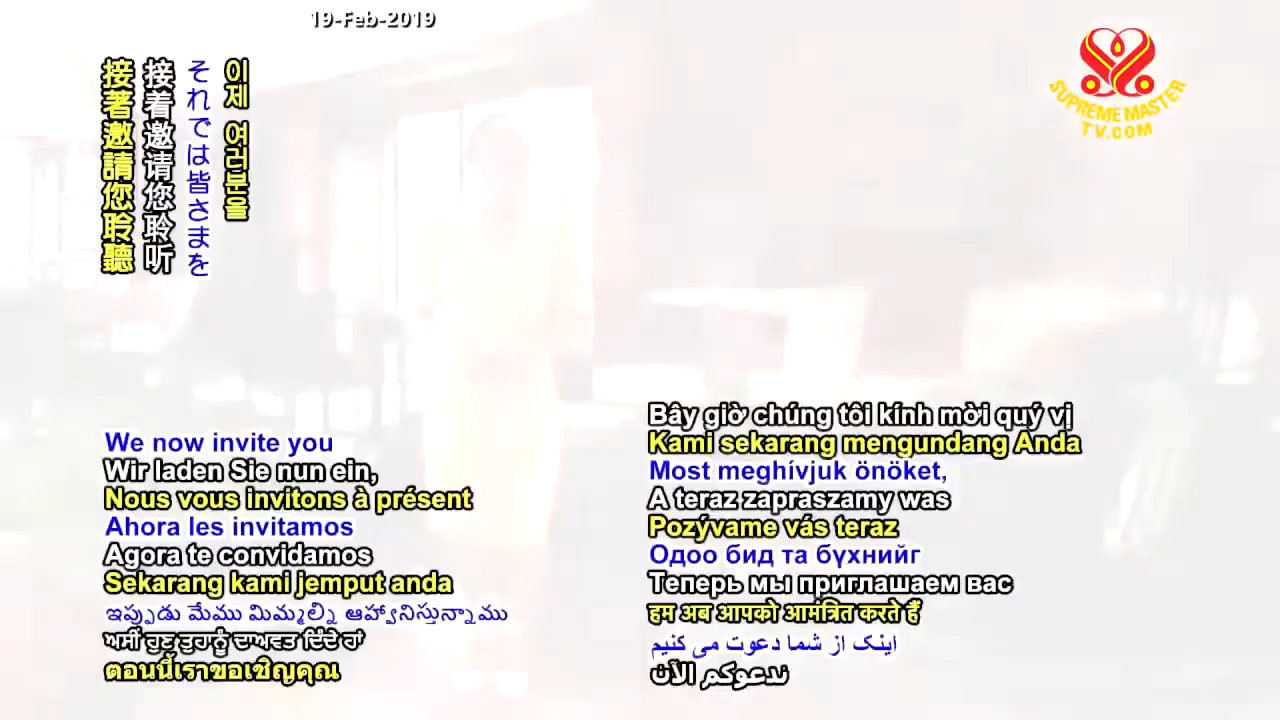 19-Feb-2019
SUPREME MASTER
TV.COM
接著邀請您聆聽
接着邀请您聆听
それでは皆さまを
이제 여러분을
We now invite you
Wir laden Sie nun ein,
Nous vous invitons à présent
Ahora les invitamos
Agora te convidamos
Sekarang kami jemput anda
ఇప్పుడు మేము మిమ్మల్ని ఆహ్వానిస్తున్నాము
ਅਸੀਂ ਹੁਣ ਤੁਹਾਨੂੰ ਦਾਅਵਤ ਦਿੰਦੇ ਹਾਂ
ตอนนี้เราขอเชิญคุณ
Bây giờ chúng tôi kính mời quý vị
Kami sekarang mengundang Anda
Most meghívjuk önöket,
A teraz zapraszamy was
Pozývame vás teraz
Одоо бид та бүхнийг
Теперь мы приглашаем вас
हम अब आपको आमंत्रित करते हैं
اینک از شما دعوت می کنیم
ندعوكم الآن